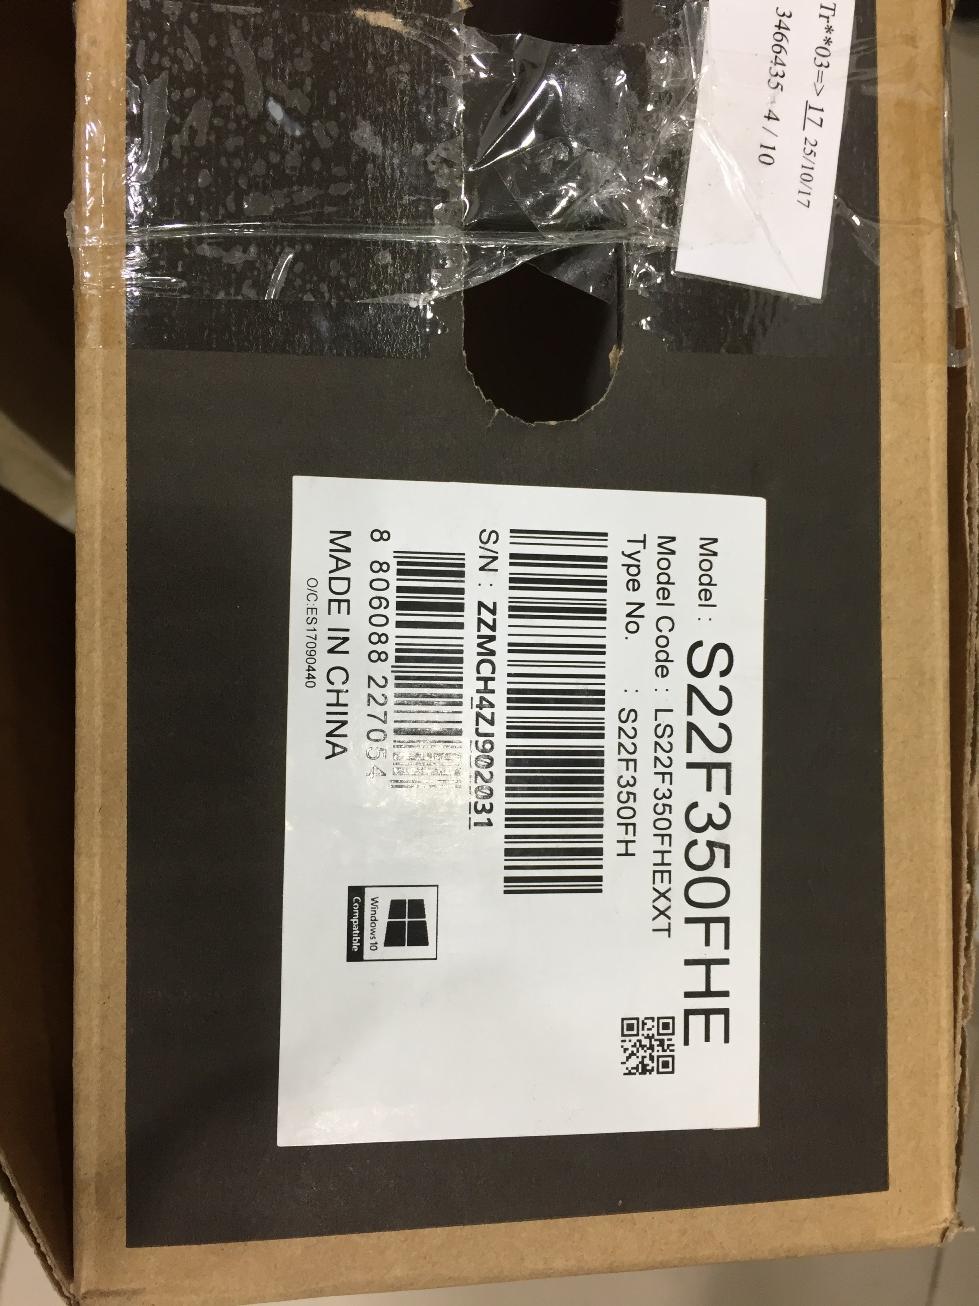 Tr**03=> 17 25/10/17
3466435 4/10
Model : S22F350FHE
Model Code : LS22F350FHEXXT
Type No. : S22F350FH
S/N : ZZMCH4ZJ902031
8 806088 227054
MADE IN CHINA
O/C:ES17090440
Windows 10
Compatible